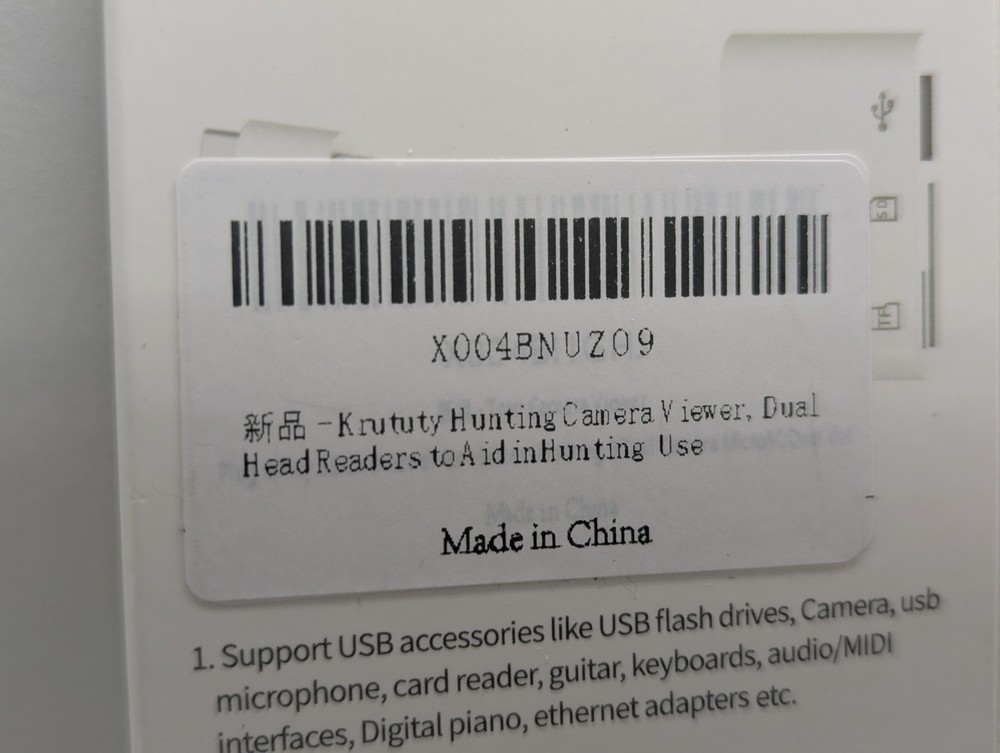 SD
TF
X004BNUZ09
新品 -Krututy Hunting Camera Viewer, Dual
Head Readers to Aid in Hunting Use
Made in China
1. Support USB accessories like USB flash drives, Camera, usb
microphone, card reader, guitar, keyboards, audio/MIDI
interfaces, Digital piano, ethernet adapters etc.